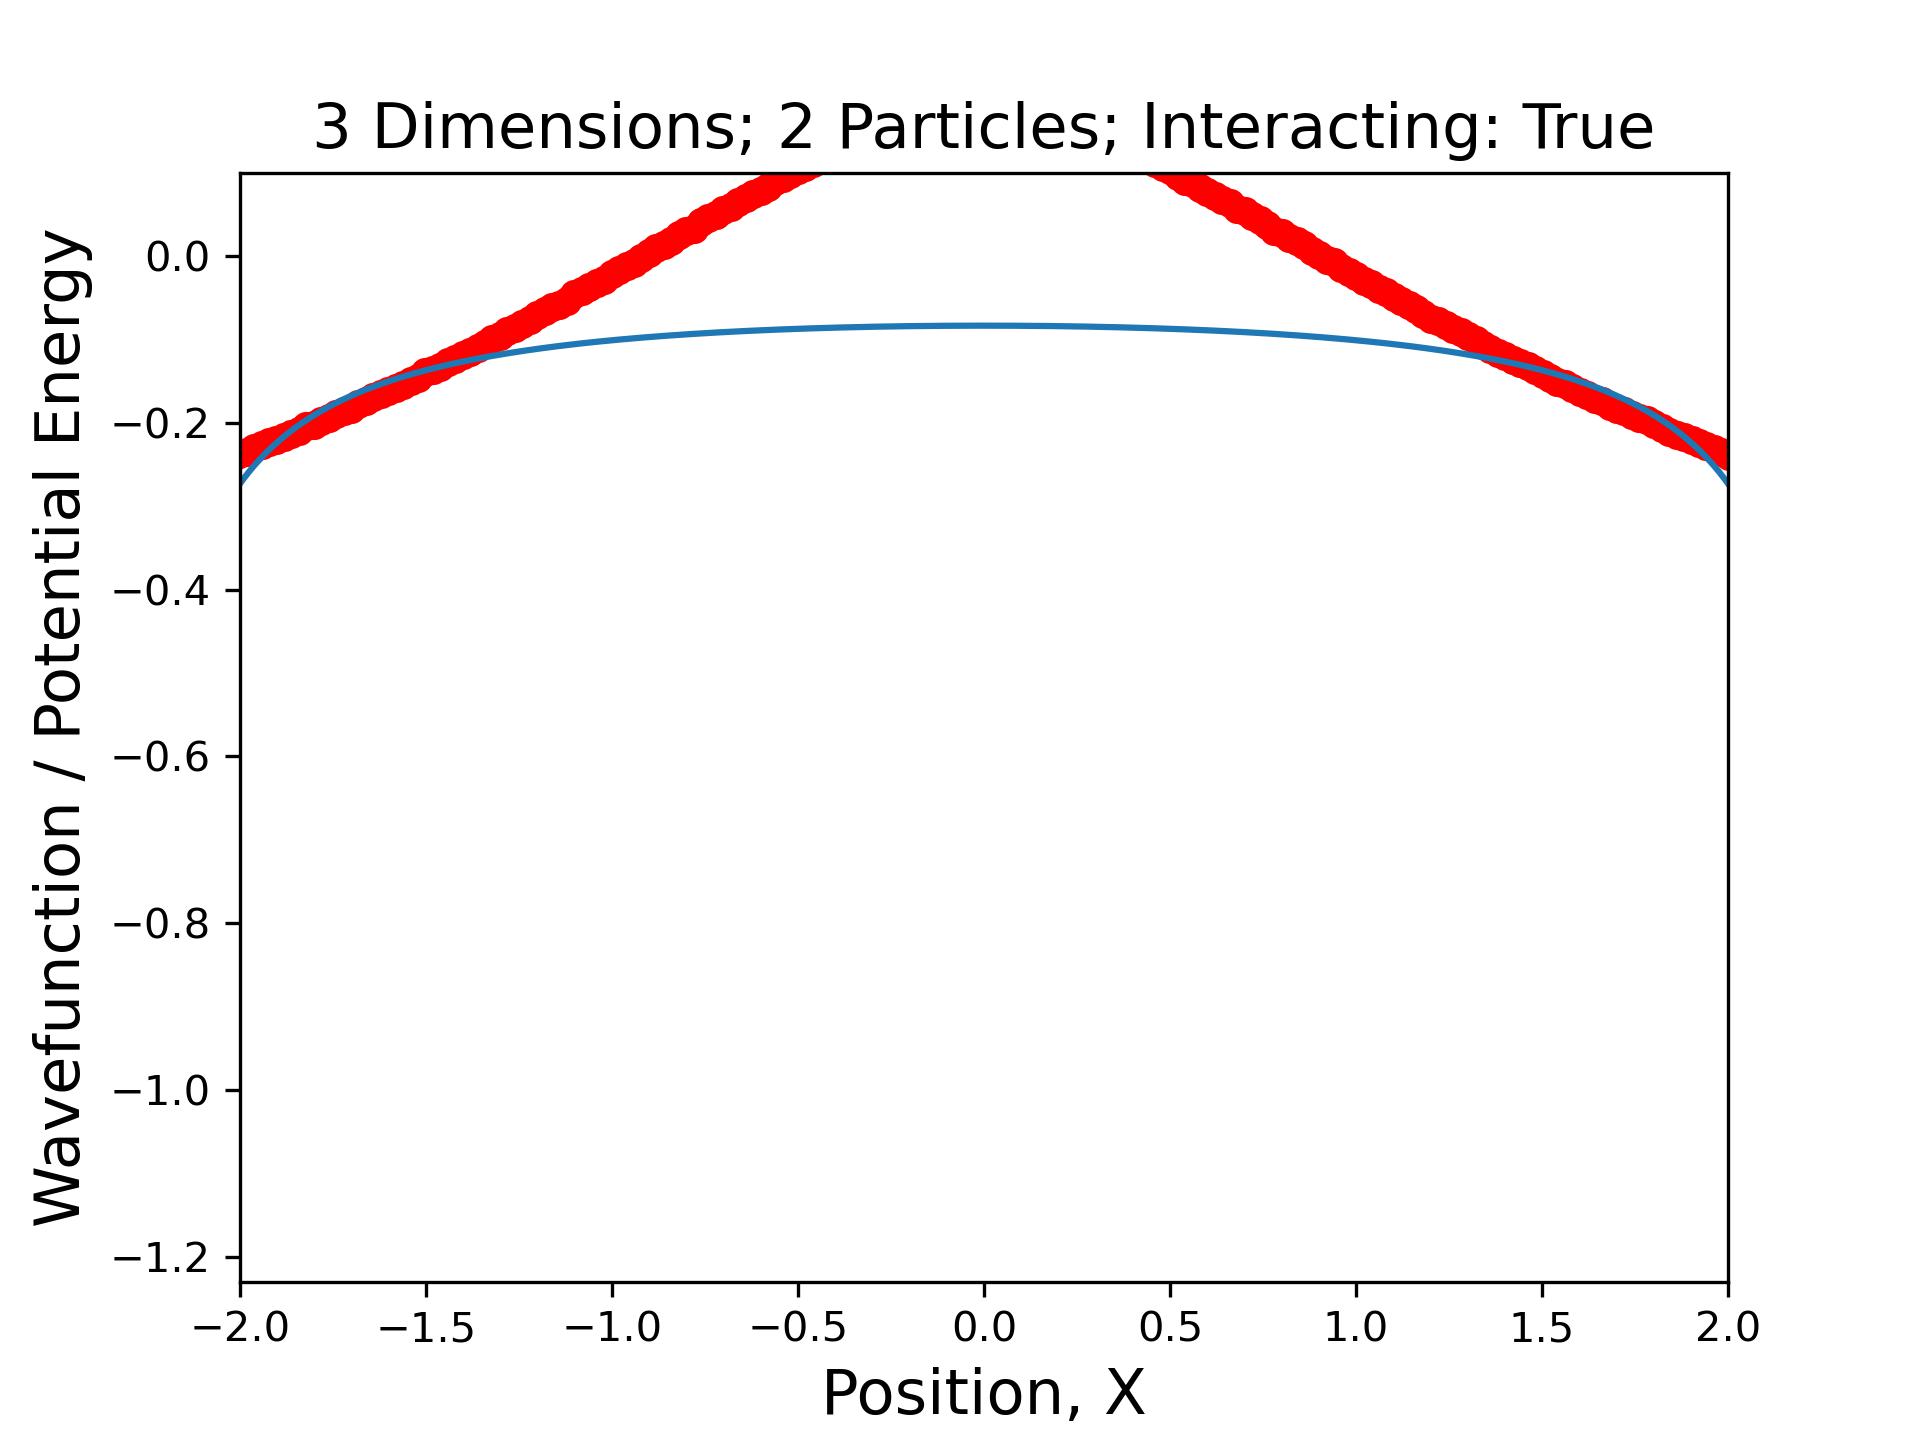 3 Dimensions; 2 Particles; Interacting: True
Wavefunction / Potential Energy
0.0
−0.2
−0.4
−0.6
−0.8
−1.0
−1.2
−2.0 −1.5 −1.0 −0.5 0.0 0.5 1.0 1.5 2.0
Position, X